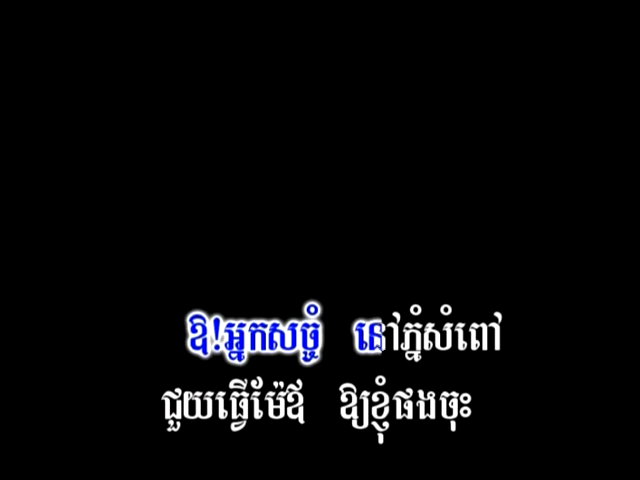 ឱ!អ្នកសច្ចំ នៅភ្នំសំពៅ
ជួយធ្វើម៉ែឪ ឱ្យខ្ញុំផងចុះ